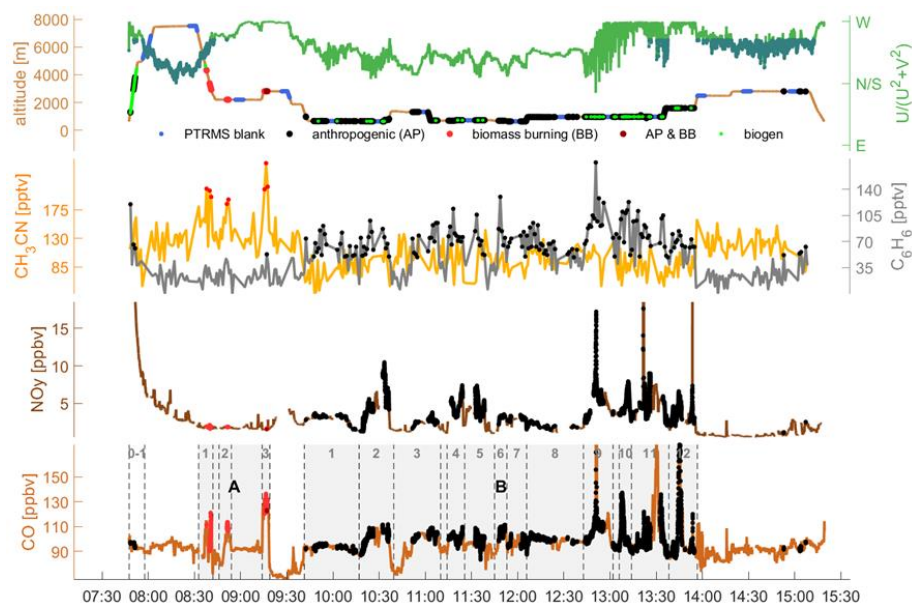 8000
6000
4000
2000
0
altitude [m]
W
N/S
E
U/(U²+V²)
PTRMS blank
anthropogenic (AP)
biomass burning (BB)
AP & BB
biogen
175
130
85
CH₃CN [pptv]
140
105
70
35
C₆H₆ [pptv]
15
10
5
NOy [ppbv]
150
130
110
90
CO [ppbv]
0-1
1
2
3
1
2
3
4
5
6
7
8
9
10
11
12
A
B
07:30 08:00 08:30 09:00 09:30 10:00 10:30 11:00 11:30 12:00 12:30 13:00 13:30 14:00 14:30 15:00 15:30